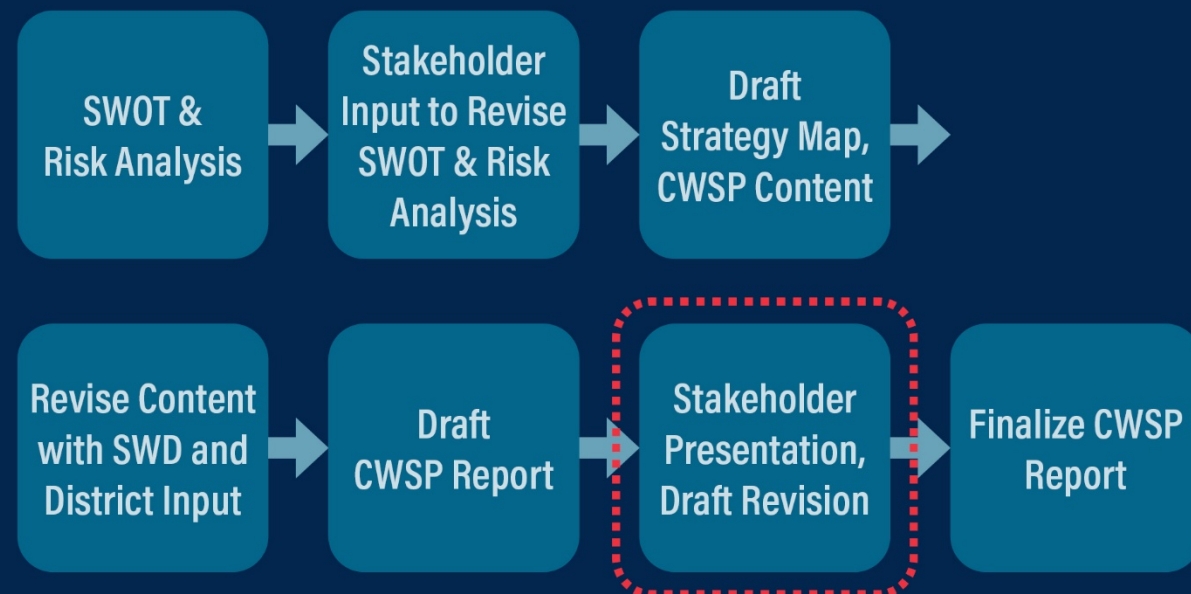 SWOT &
Risk Analysis
Stakeholder
Input to Revise
SWOT & Risk
Analysis
Draft
Strategy Map,
CWSP Content
Revise Content
with SWD and
District Input
Draft
CWSP Report
Stakeholder
Presentation,
Draft Revision
Finalize CWSP
Report